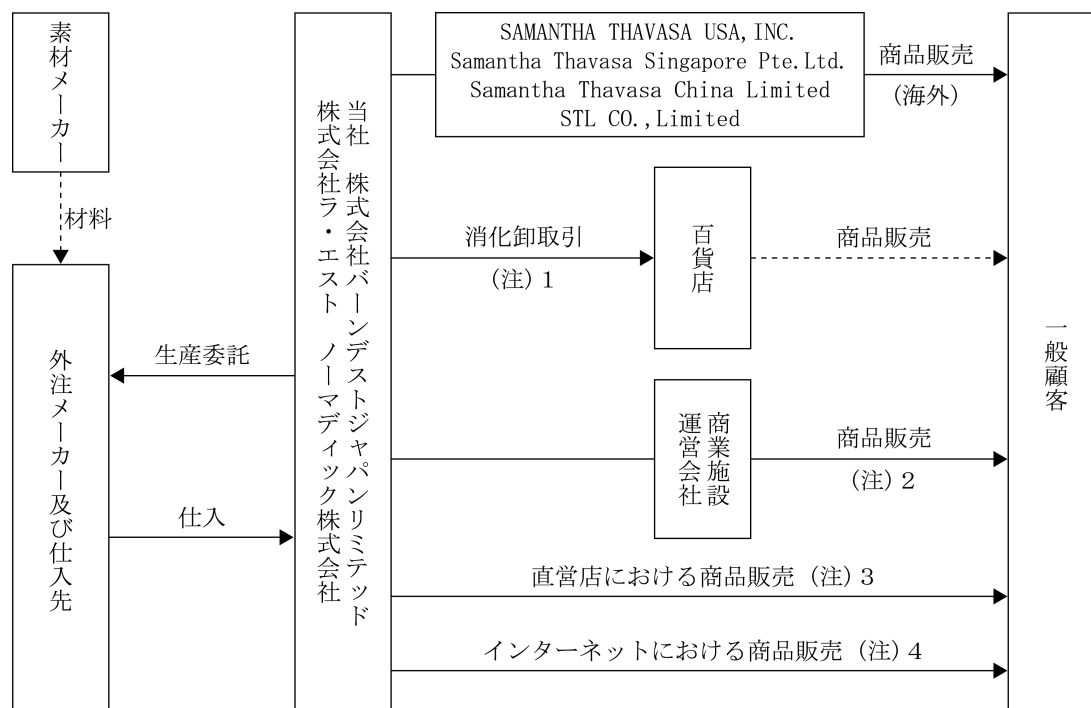 素材メーカー
材料
外注メーカー及び仕入先
生産委託
仕入
当社 株式会社バーンデストジャパンリミテッド
株式会社ラ・エスト ノーマディック株式会社
SAMANTHA THAVASA USA,INC.
Samantha Thavasa Singapore Pte.Ltd.
Samantha Thavasa China Limited
STL CO.,Limited
商品販売
(海外)
消化卸取引
(注)1
百貨店
商品販売
商業施設
運営会社
商品販売
(注)2
直営店における商品販売 (注)3
インターネットにおける商品販売 (注)4
一般顧客